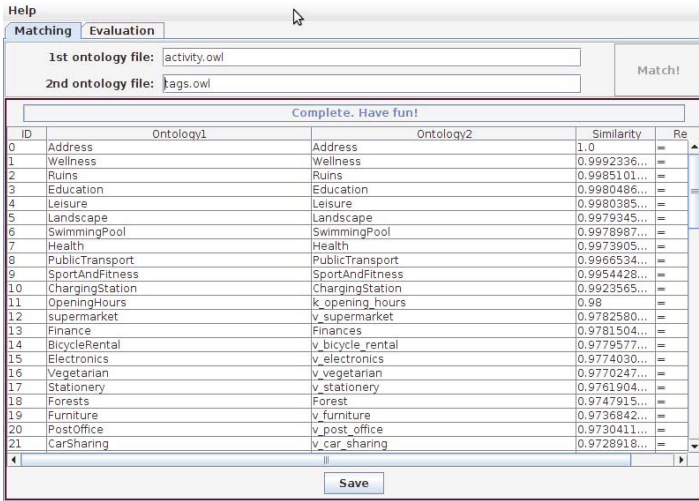 Help
Matching Evaluation
1st ontology file: activity.owl
Match!
2nd ontology file: tags.owl
Complete. Have fun!
ID Ontology1 Ontology2 Similarity Re
0 Address Address 1.0 =
1 Wellness Wellness 0.9992336... =
2 Ruins Ruins 0.9985101... =
3 Education Education 0.9980486... =
4 Leisure Leisure 0.9980385... =
5 Landscape Landscape 0.9979345... =
6 SwimmingPool SwimmingPool 0.9978987... =
7 Health Health 0.9973905... =
8 PublicTransport PublicTransport 0.9966534... =
9 SportAndFitness SportAndFitness 0.9954428... =
10 ChargingStation ChargingStation 0.9923565... =
11 OpeningHours k_opening_hours 0.98 =
12 supermarket v_supermarket 0.9782580... =
13 Finance Finances 0.9781504... =
14 BicycleRental v_bicycle_rental 0.9779577... =
15 Electronics v_electronics 0.9774030... =
16 Vegetarian v_vegetarian 0.9770247... =
17 Stationery v_stationery 0.9761904... =
18 Forests Forest 0.9747915... =
19 Furniture v_furniture 0.9736842... =
20 PostOffice v_post_office 0.9730411... =
21 CarSharing v_car_sharing 0.9728918... =
Save